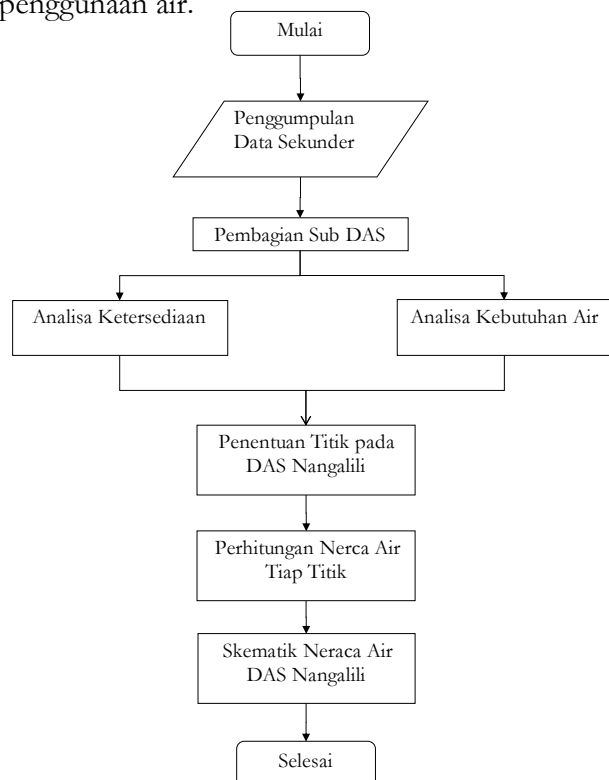 penggunaan air.
Mulai
Penggumpulan
Data Sekunder
Pembagian Sub DAS
Analisa Ketersediaan
Analisa Kebutuhan Air
Penentuan Titik pada
DAS Nangalili
Perhitungan Nerca Air
Tiap Titik
Skematik Neraca Air
DAS Nangalili
Selesai